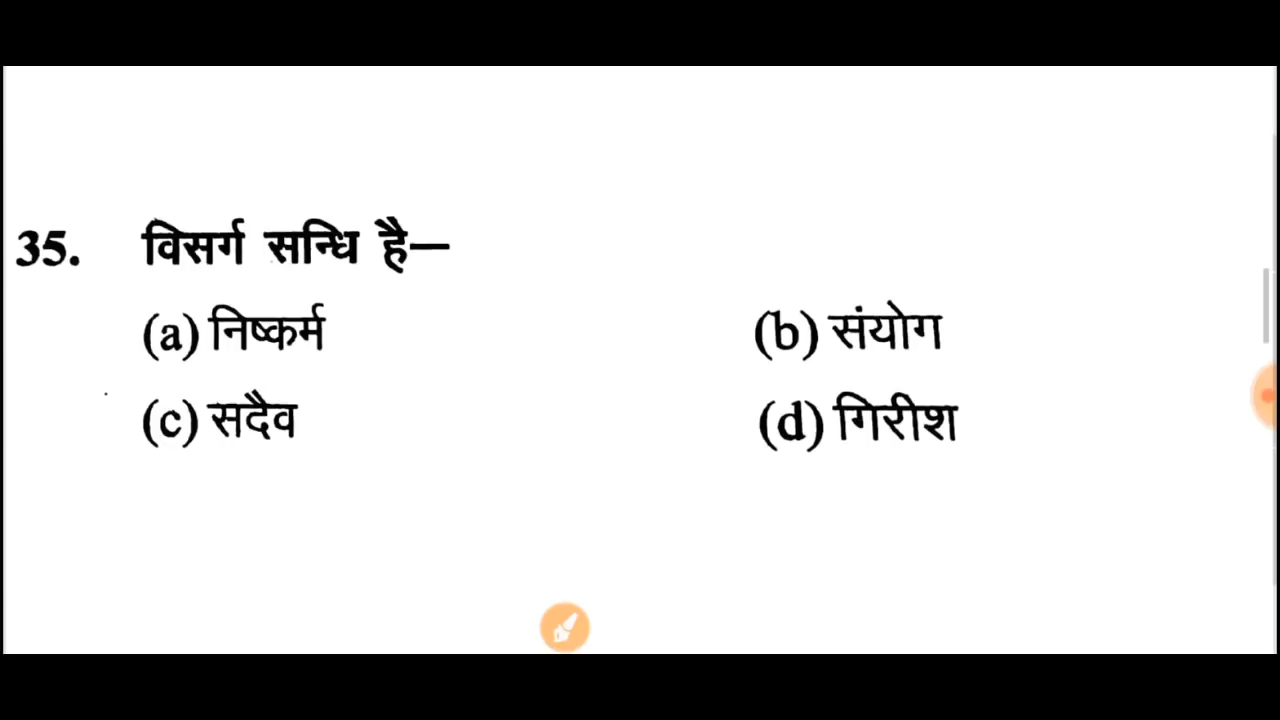 35. विसर्ग सन्धि है—
(a) निष्कर्म (b) संयोग
(c) सदैव (d) गिरीश